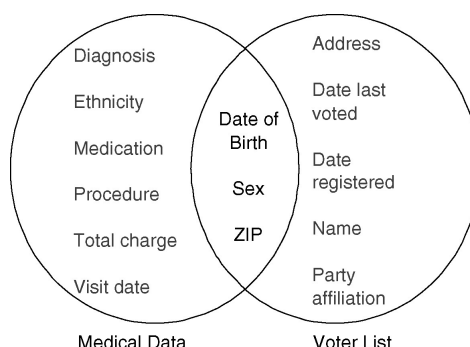 Diagnosis
Ethnicity
Medication
Procedure
Total charge
Visit date
Date of
Birth
Sex
ZIP
Address
Date last
voted
Date
registered
Name
Party
affiliation
Medical Data
Voter List